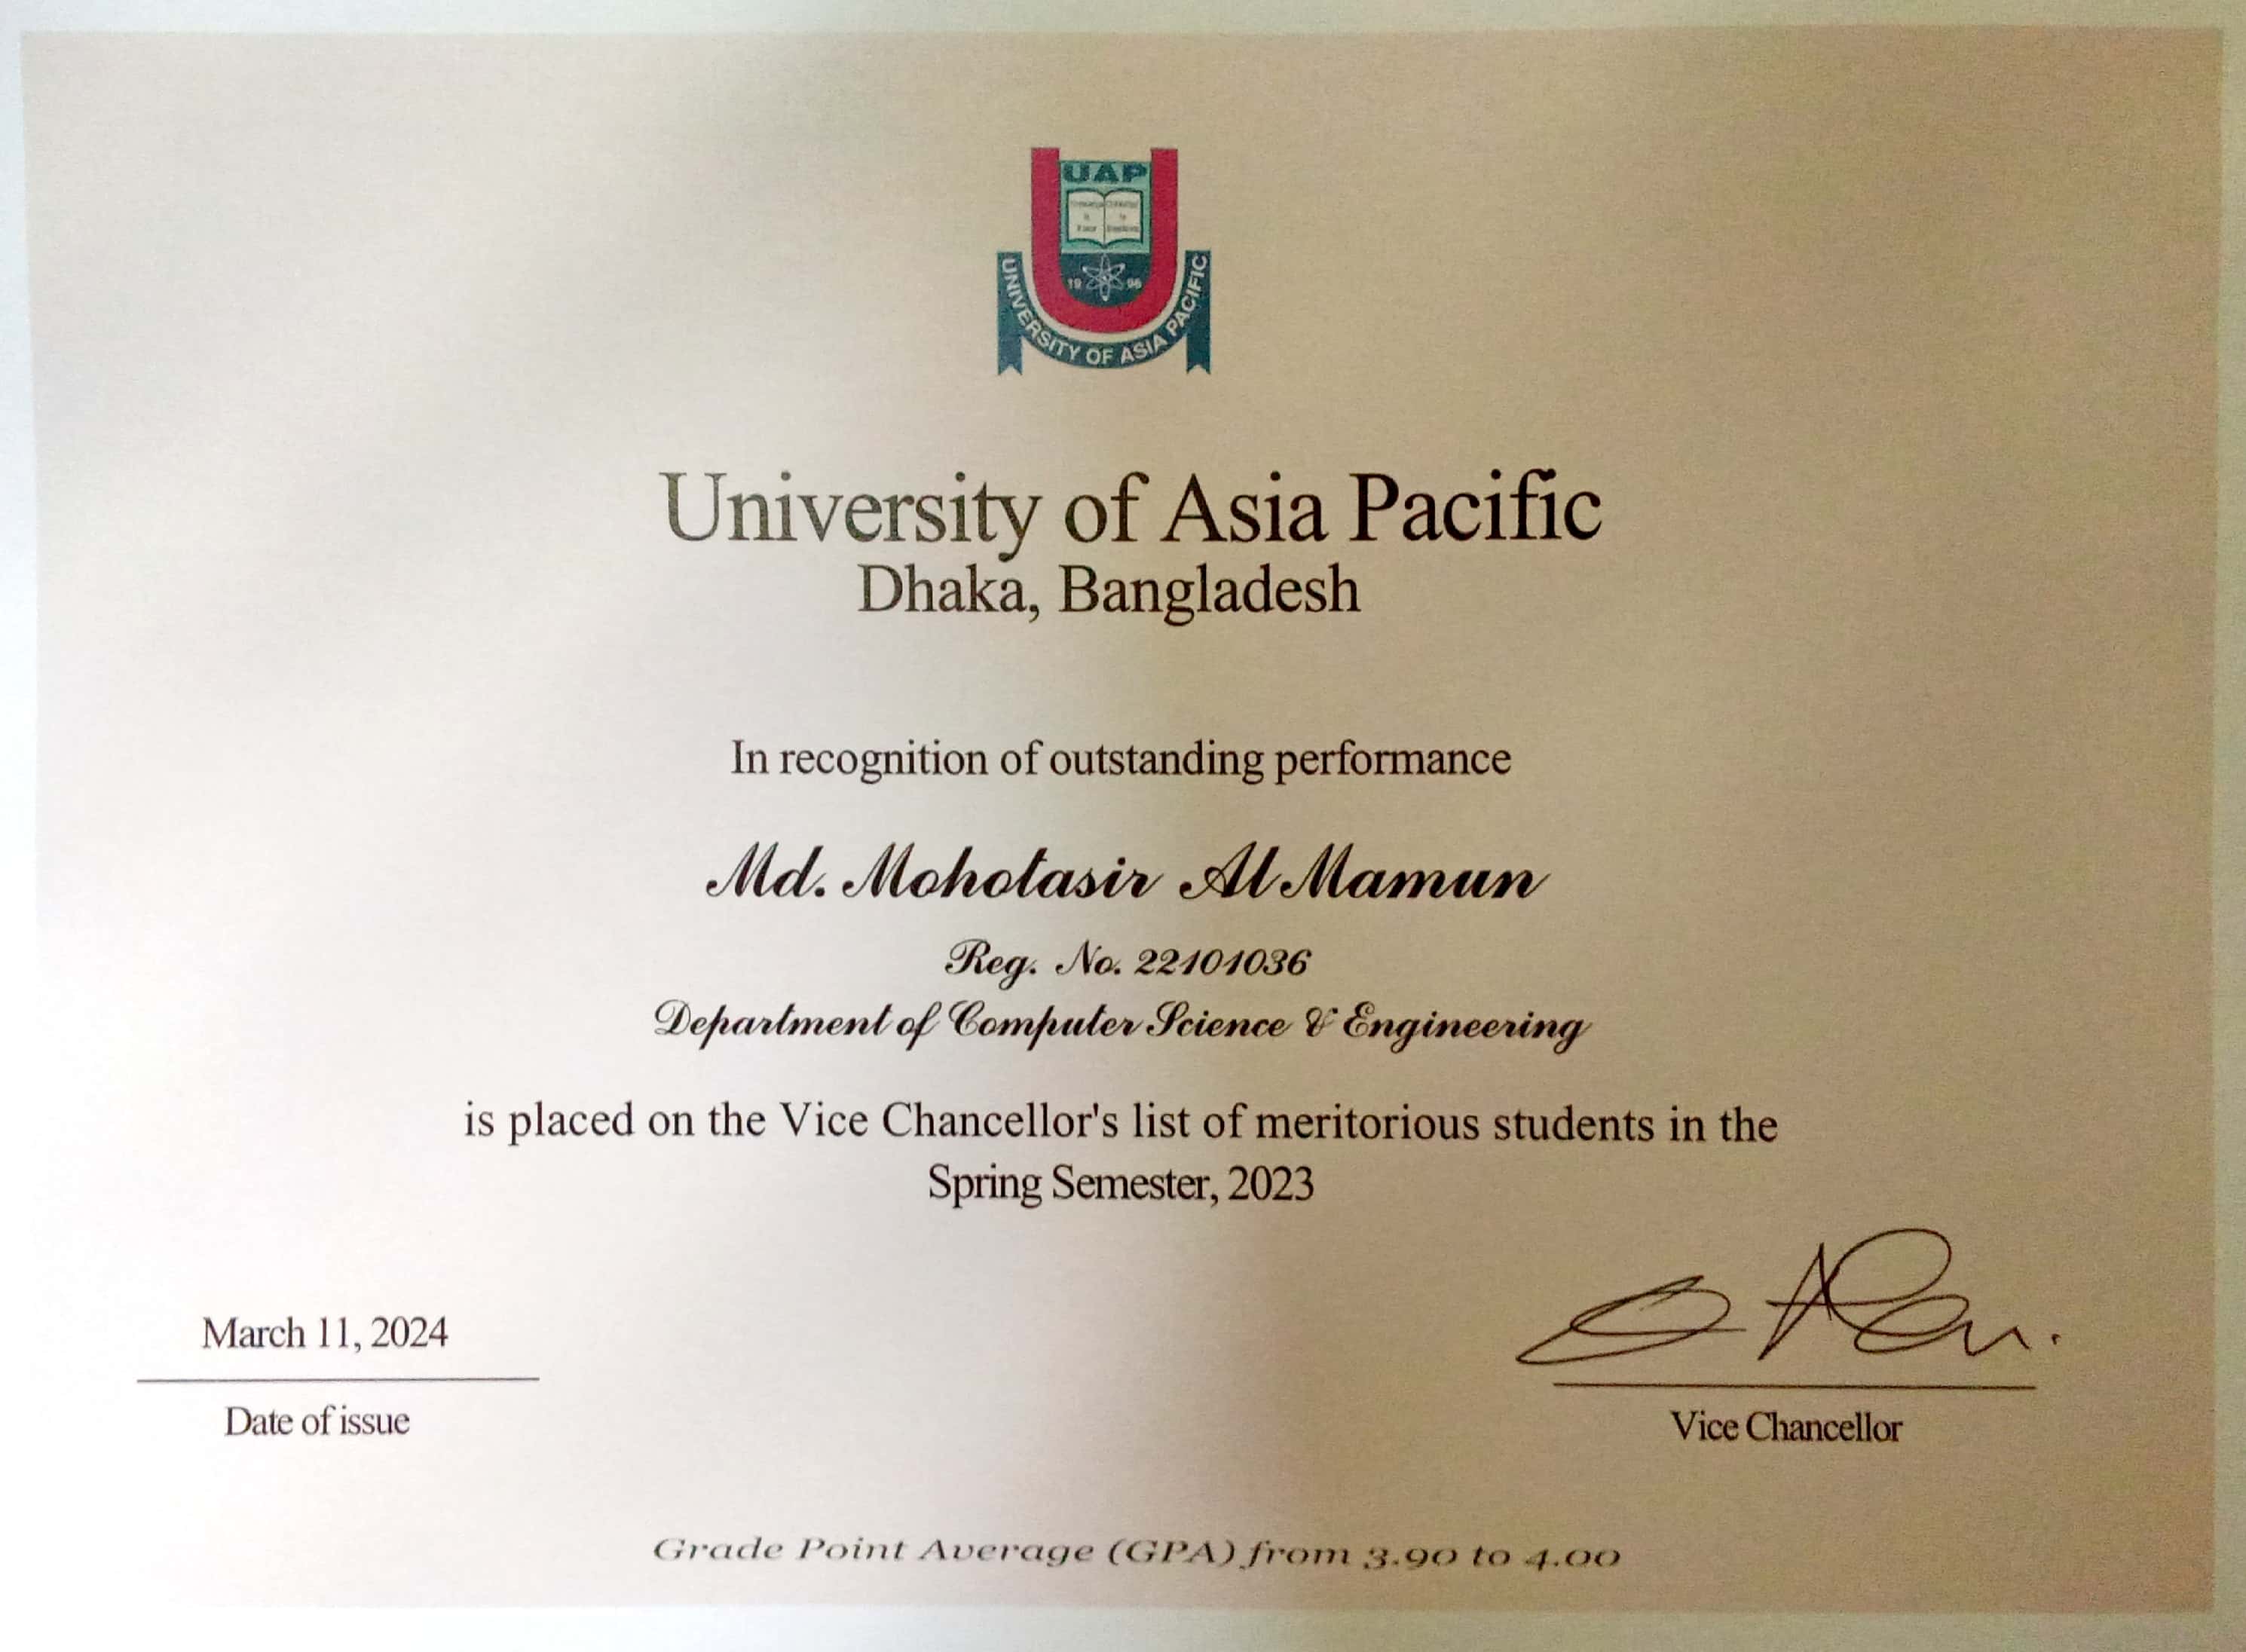 UAP
19 96
UNIVERSITY OF ASIA PACIFIC
University of Asia Pacific
Dhaka, Bangladesh
In recognition of outstanding performance
Md. Mohotasir Al Mamun
Reg. No. 22101036
Department of Computer Science & Engineering
is placed on the Vice Chancellor's list of meritorious students in the
Spring Semester, 2023
March 11, 2024
Date of issue
Vice Chancellor
Grade Point Average (GPA) from 3.90 to 4.00